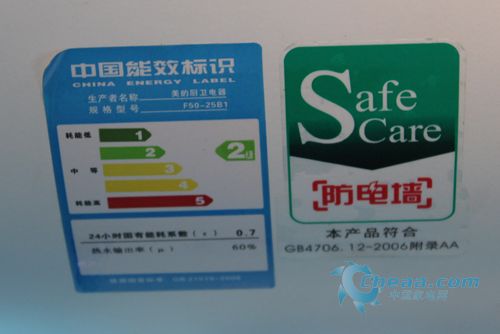 中国能效标识
CHINA ENERGY LABEL
生产者名称 美的厨卫电器
规格型号 F50-25B1
耗能低 1
2 2级
中等 3
4
耗能高 5
24小时固有能耗系数(ε) 0.7
热水输出率(μ) 60%
Safe
Care
防电墙
本产品符合
GB4706.12-2006附录AA
Cheaa.com
中国家电网